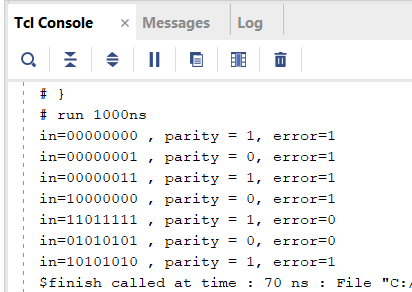 Tcl Console × Messages Log
# }
# run 1000ns
in=00000000 , parity = 1, error=1
in=00000001 , parity = 0, error=1
in=00000011 , parity = 1, error=1
in=10000000 , parity = 0, error=1
in=11011111 , parity = 1, error=0
in=01010101 , parity = 0, error=0
in=10101010 , parity = 1, error=1
$finish called at time : 70 ns : File "C:/